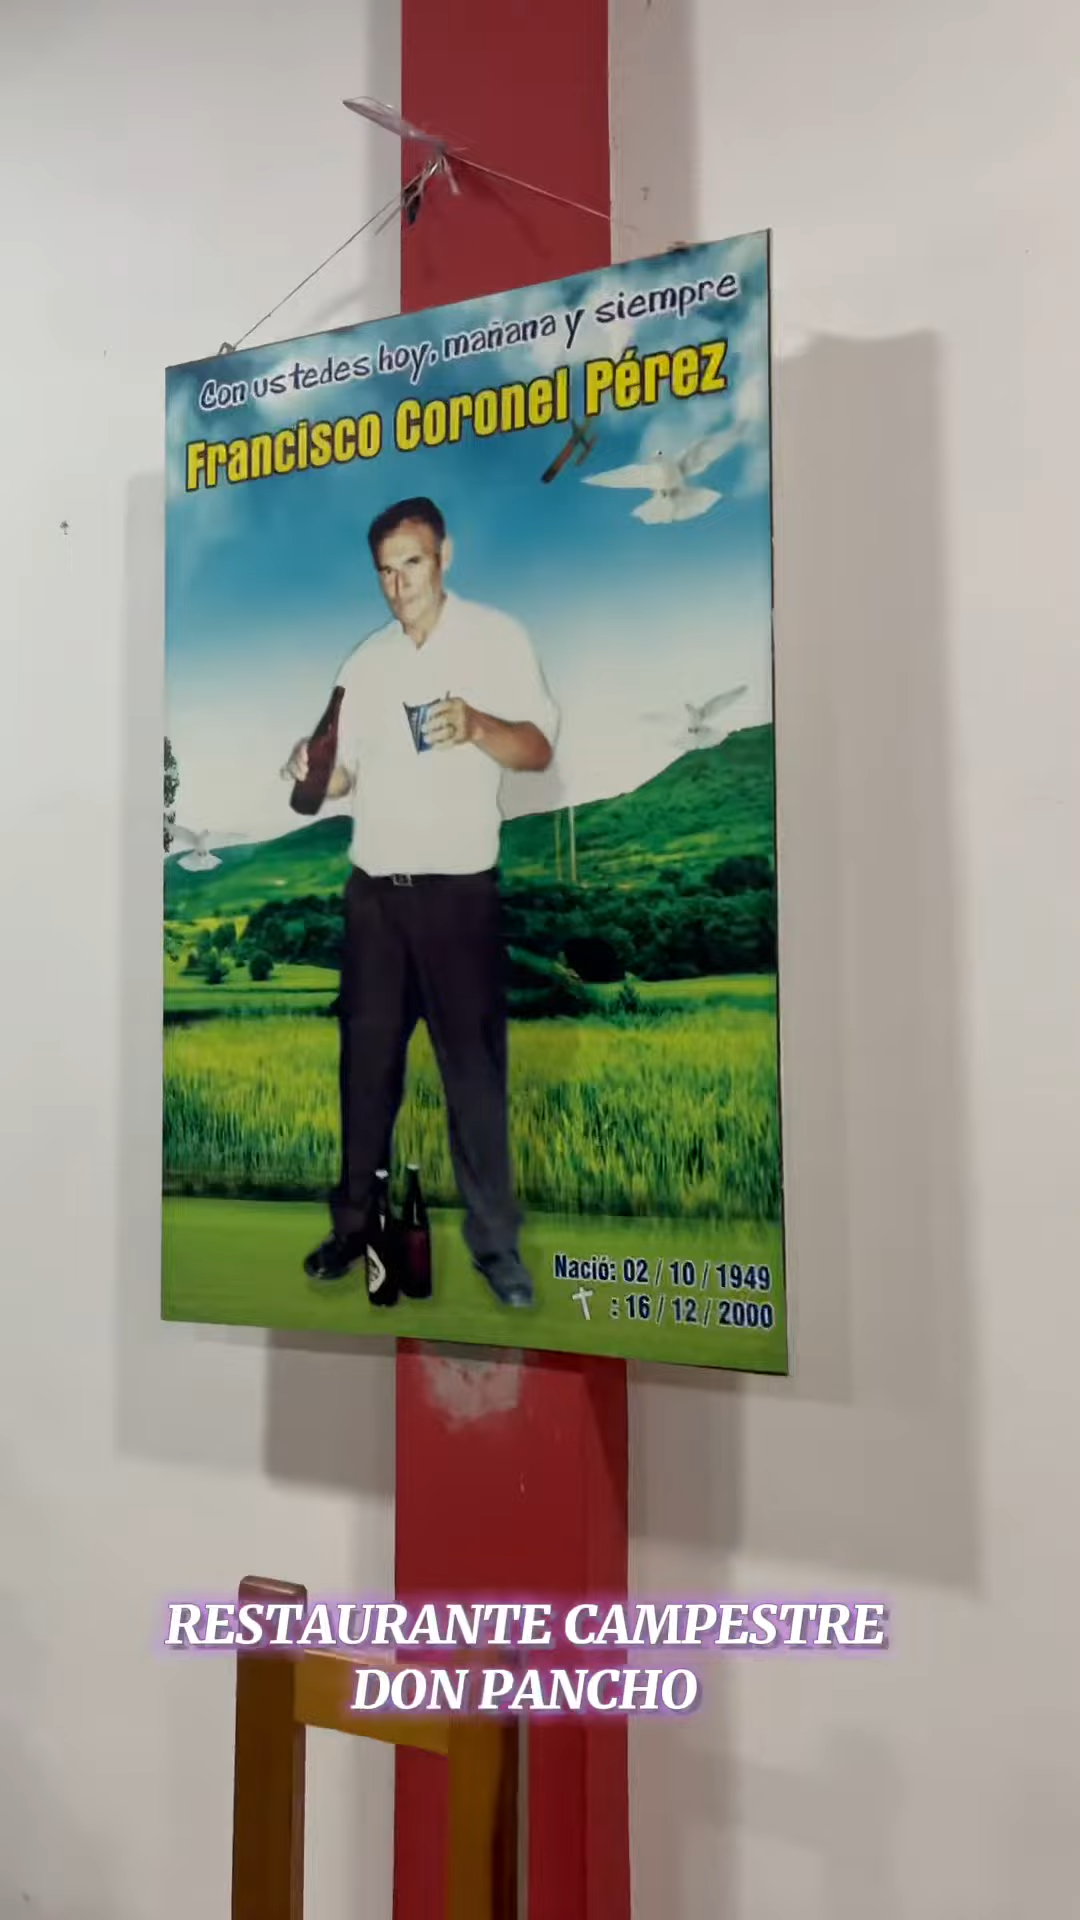 Con ustedes hoy, mañana y siempre
Francisco Coronel Pérez
Nació: 02 / 10 / 1949
✝ : 16 / 12 / 2000
RESTAURANTE CAMPESTRE
DON PANCHO